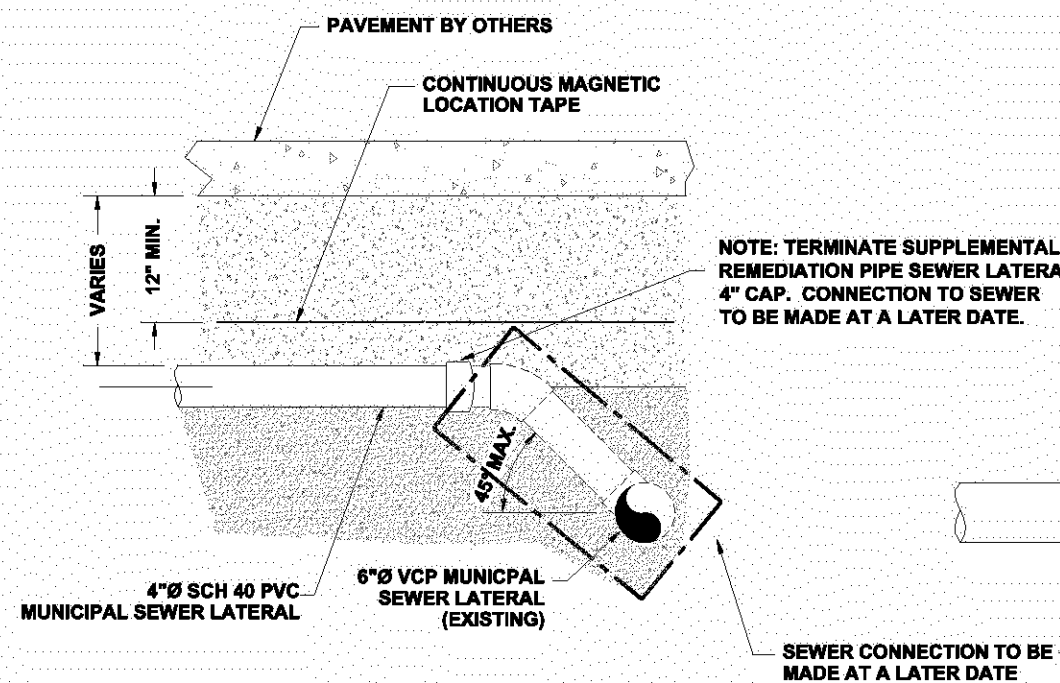 PAVEMENT BY OTHERS
CONTINUOUS MAGNETIC
LOCATION TAPE
VARIES
12" MIN.
NOTE: TERMINATE SUPPLEMENTAL
REMEDIATION PIPE SEWER LATERA
4" CAP. CONNECTION TO SEWER
TO BE MADE AT A LATER DATE.
45° MAX.
4"Ø SCH 40 PVC
MUNICIPAL SEWER LATERAL
6"Ø VCP MUNICPAL
SEWER LATERAL
(EXISTING)
SEWER CONNECTION TO BE
MADE AT A LATER DATE